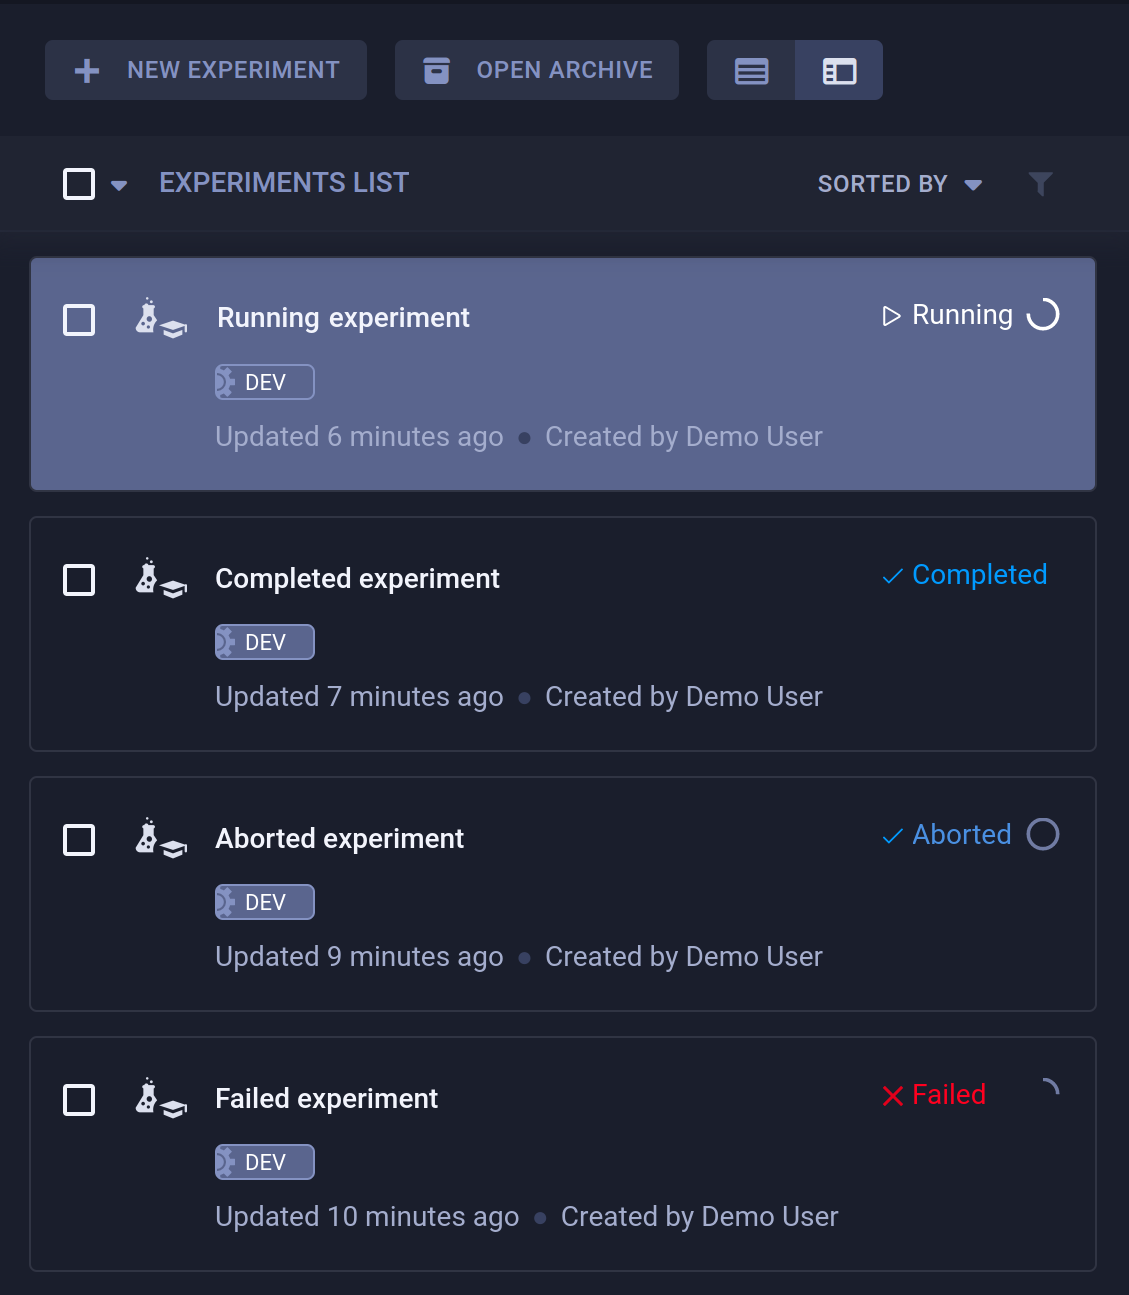 NEW EXPERIMENT
OPEN ARCHIVE
EXPERIMENTS LIST
SORTED BY
Running experiment
Running
DEV
Updated 6 minutes ago • Created by Demo User
Completed experiment
Completed
DEV
Updated 7 minutes ago • Created by Demo User
Aborted experiment
Aborted
DEV
Updated 9 minutes ago • Created by Demo User
Failed experiment
Failed
DEV
Updated 10 minutes ago • Created by Demo User